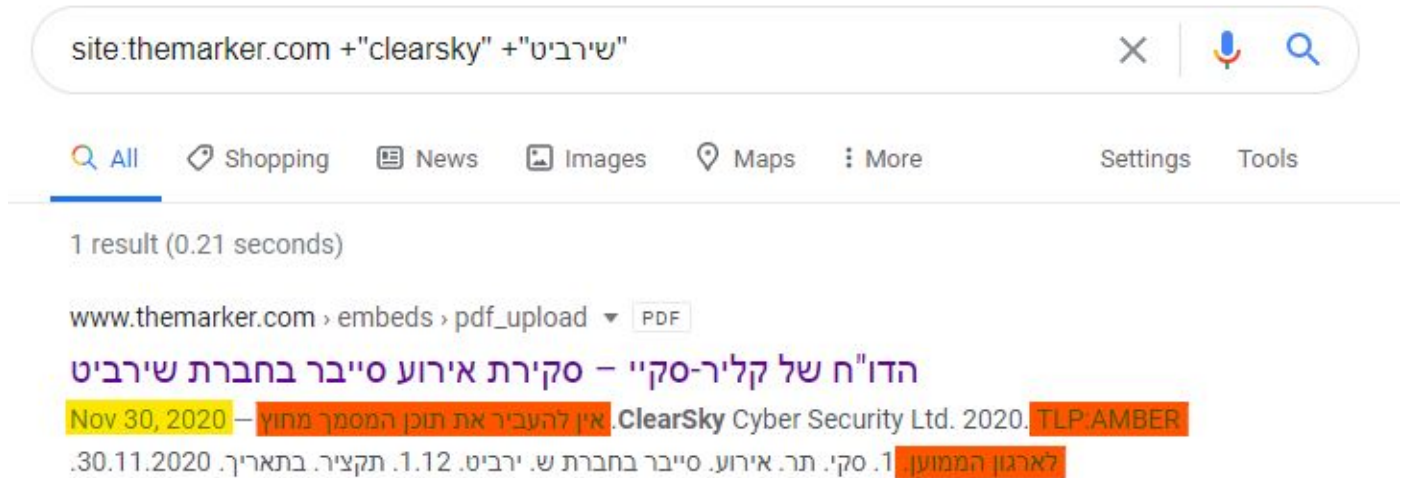 site:themarker.com +"clearsky" +"שירביט"
All Shopping News Images Maps More Settings Tools
1 result (0.21 seconds)
www.themarker.com › embeds › pdf_upload PDF
הדו"ח של קליר-סקיי – סקירת אירוע סייבר בחברת שירביט
Nov 30, 2020 — אין להעביר את תוכן המסמך מחוץ .ClearSky Cyber Security Ltd. 2020. TLP:AMBER
לארגון הממוען. 1. סקי. תר. אירוע. סייבר בחברת ש. ירביט. 1.12. תקציר. בתאריך. 30.11.2020.